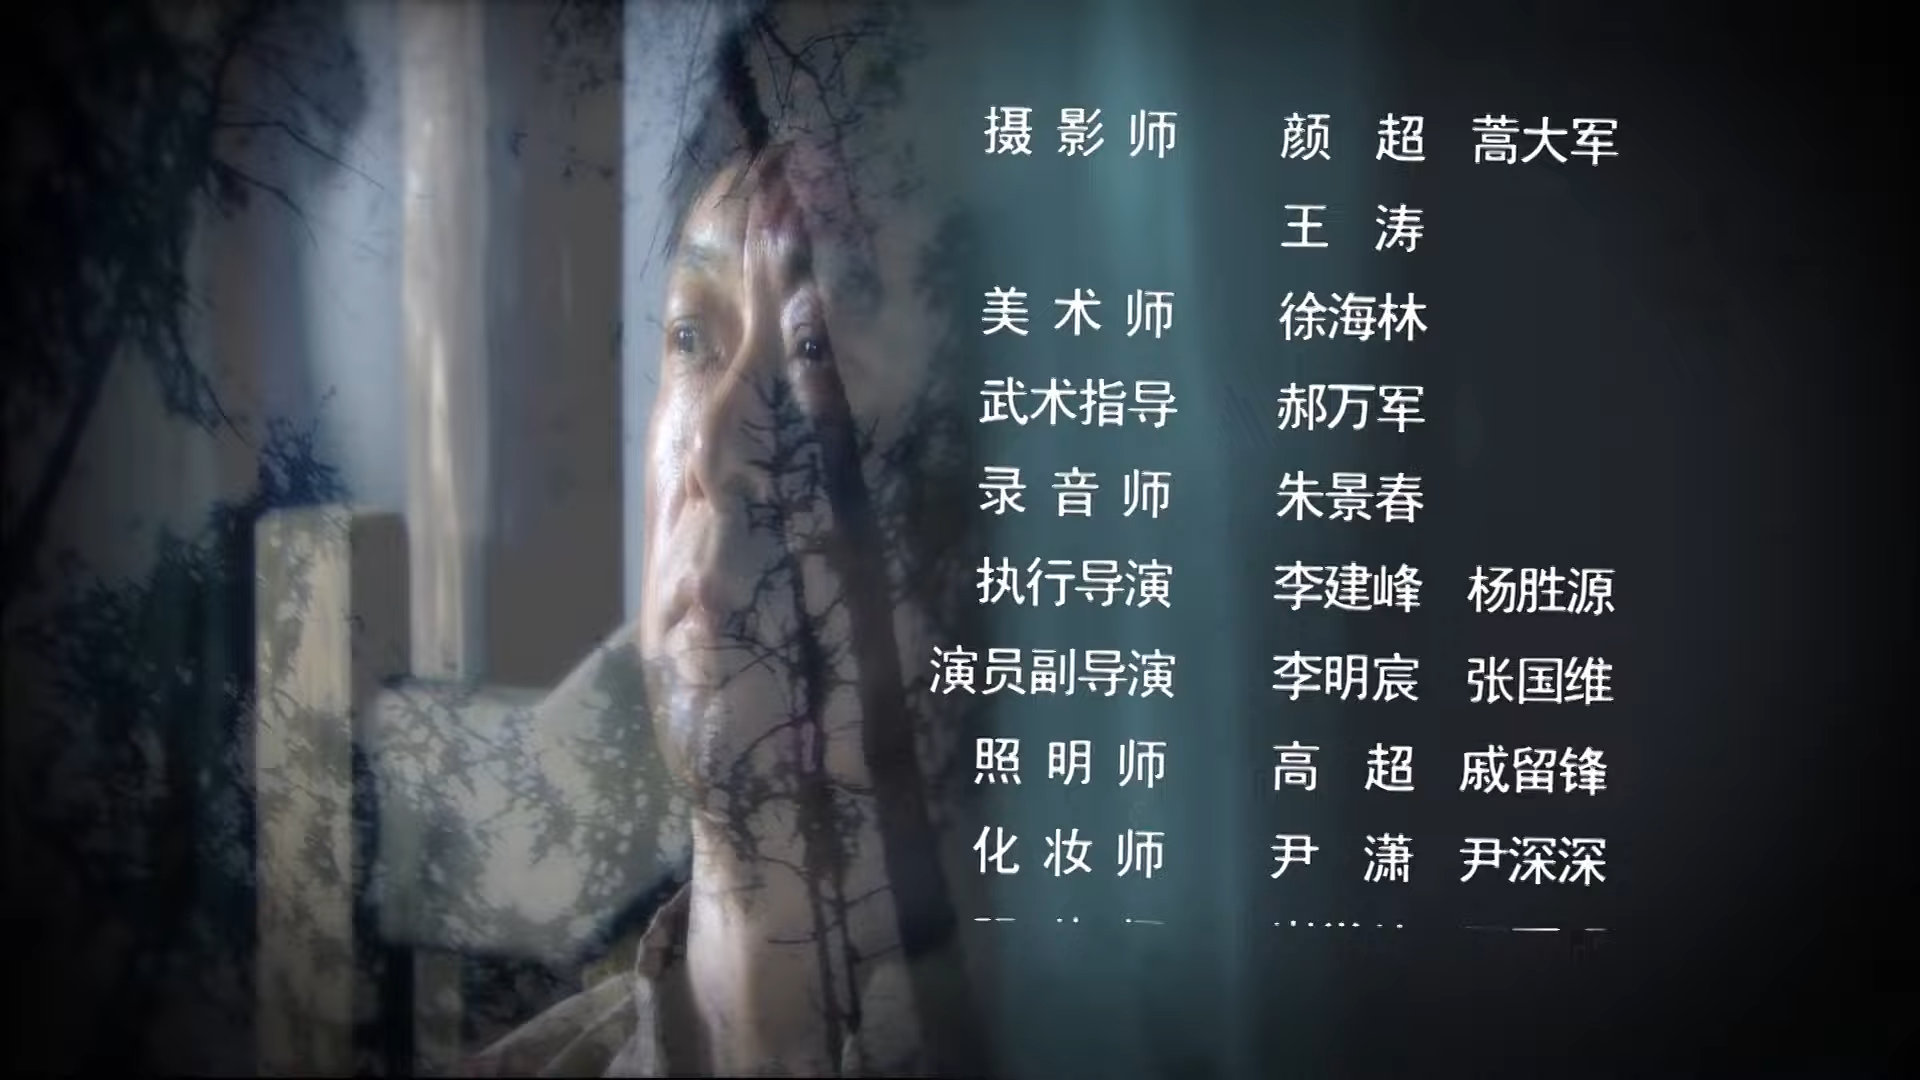 摄影师 颜超 蒿大军
王涛
美术师 徐海林
武术指导 郝万军
录音师 朱景春
执行导演 李建峰 杨胜源
演员副导演 李明宸 张国维
照明师 高超 戚留锋
化妆师 尹潇 尹深深